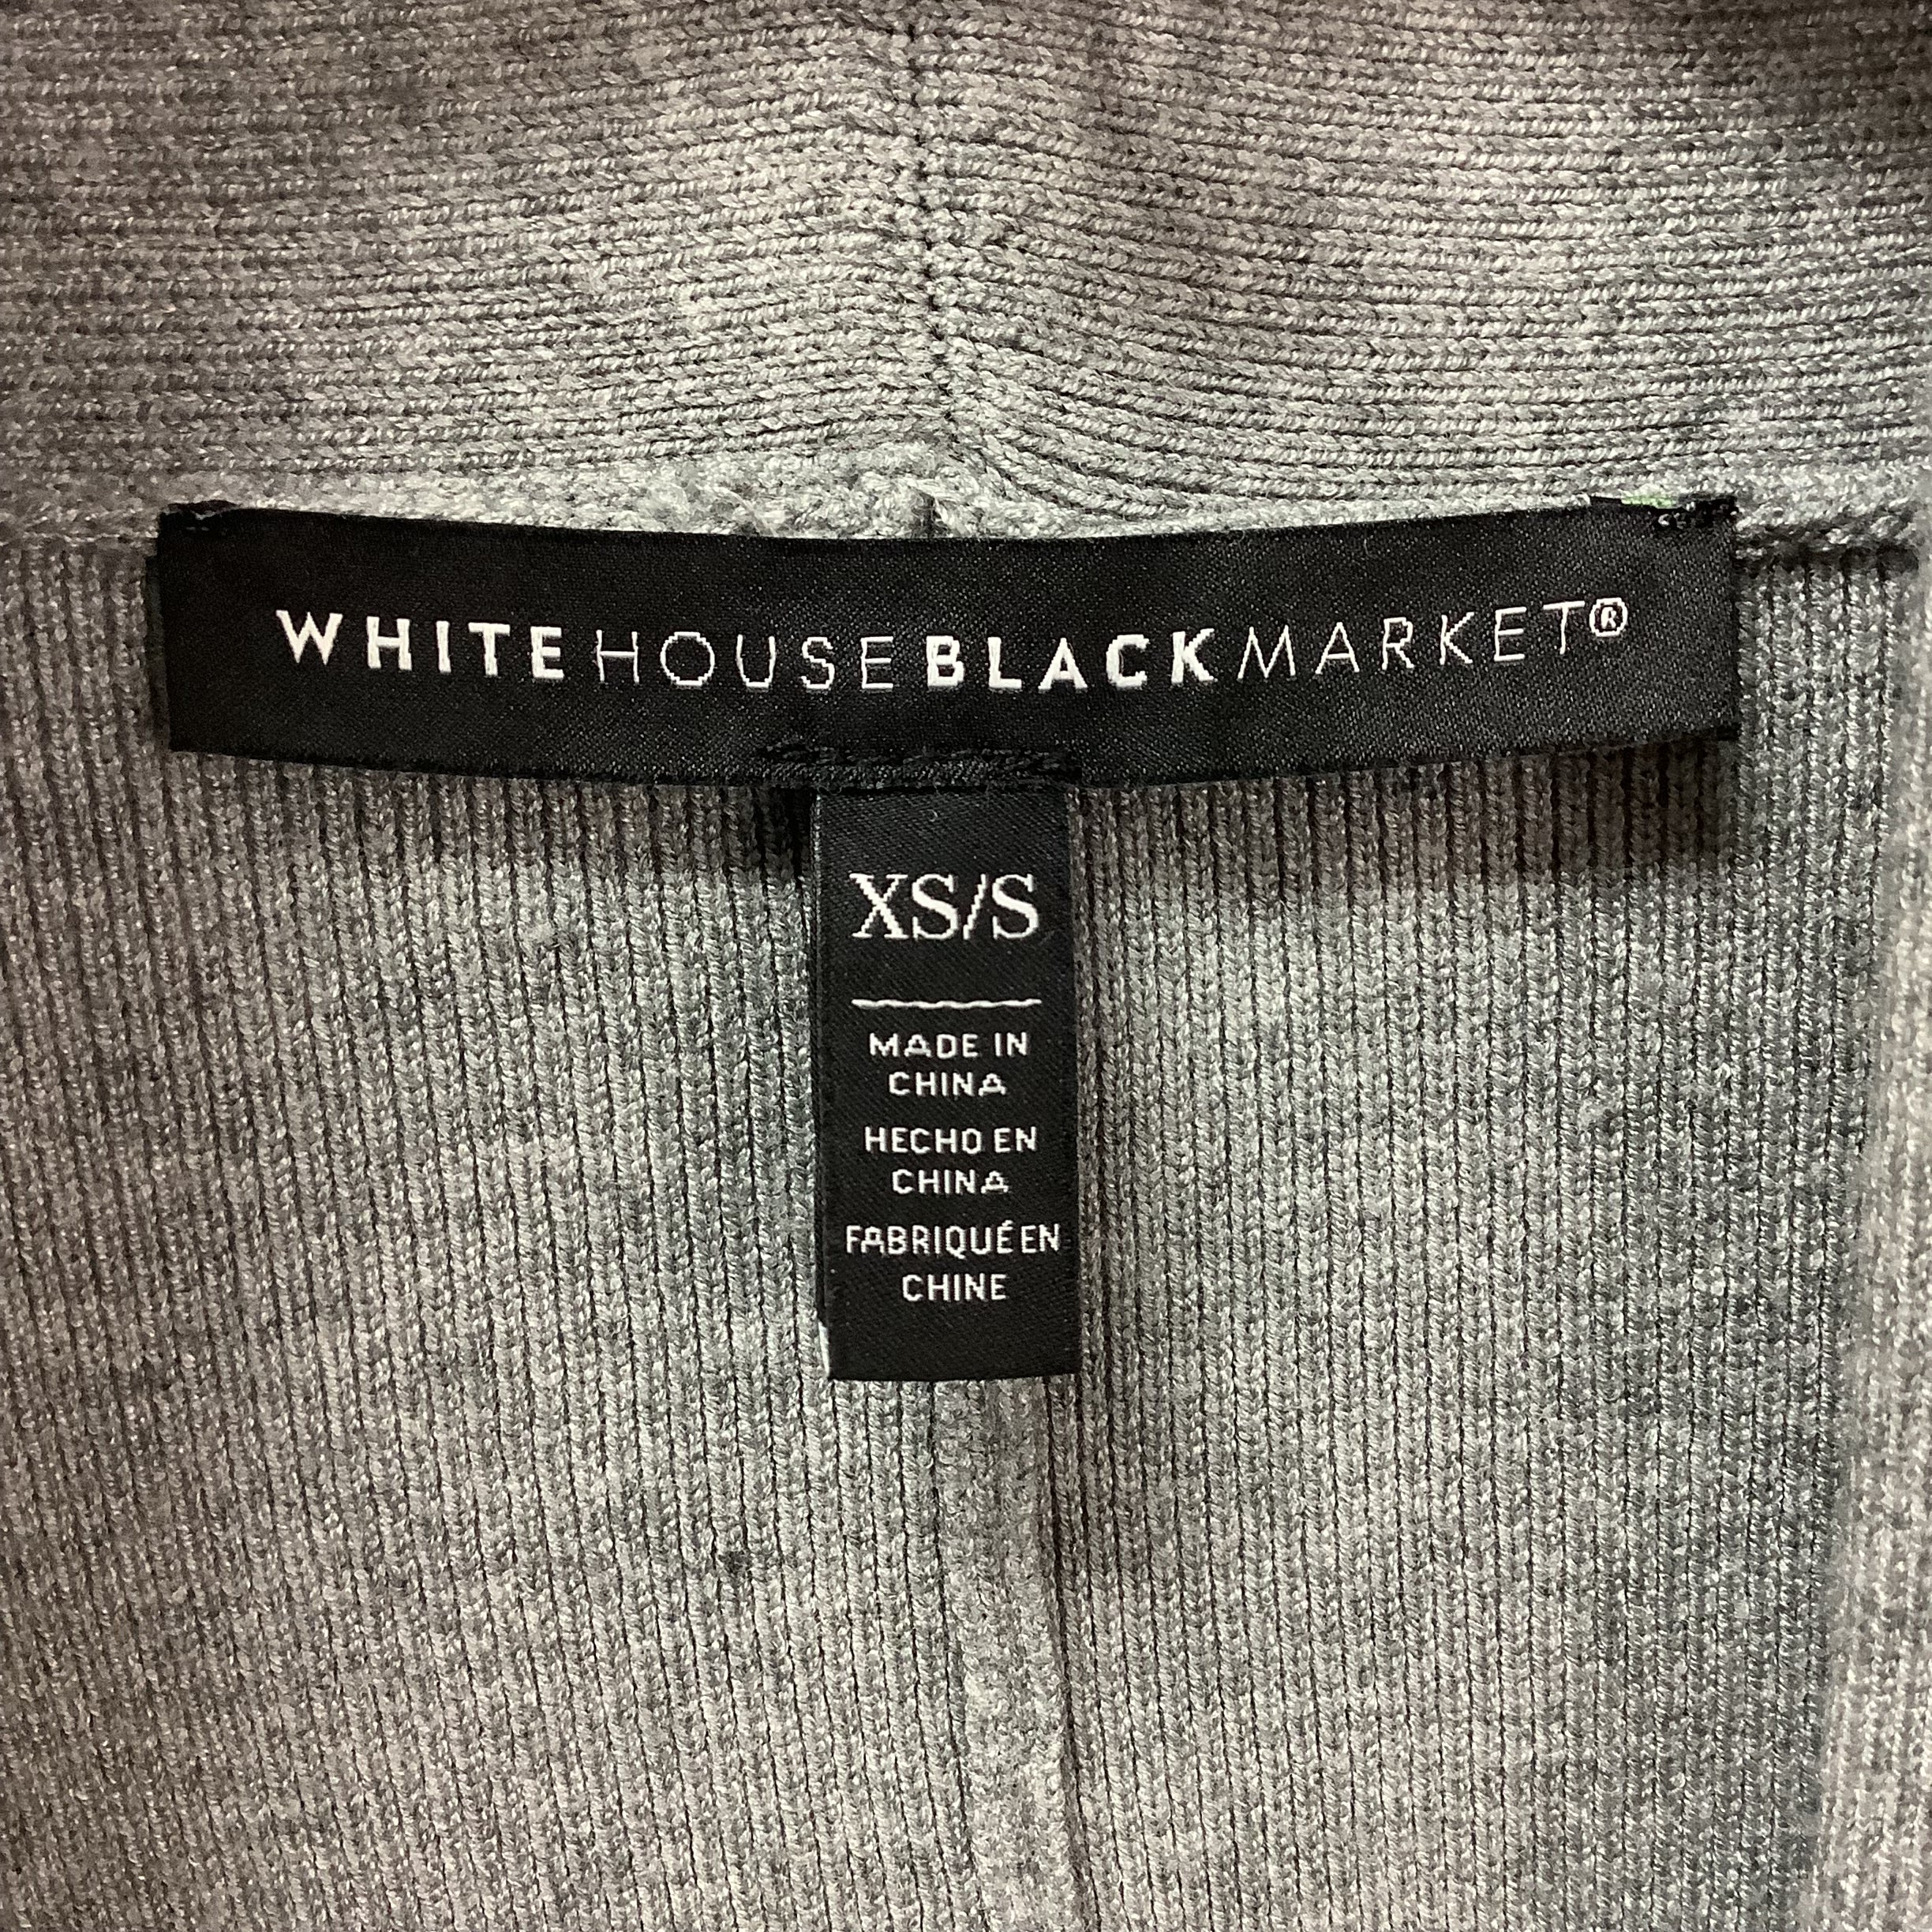 WHITEHOUSEBLACKMARKET®
XS/S
MADE IN
CHINA
HECHO EN
CHINA
FABRIQUÉ EN
CHINE